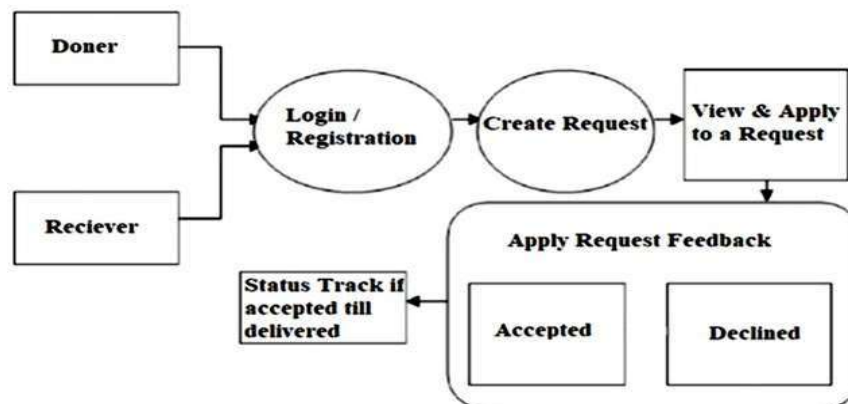 Doner
Login /
Registration
Create Request
View & Apply
to a Request
Reciever
Apply Request Feedback
Status Track if
accepted till
delivered
Accepted
Declined